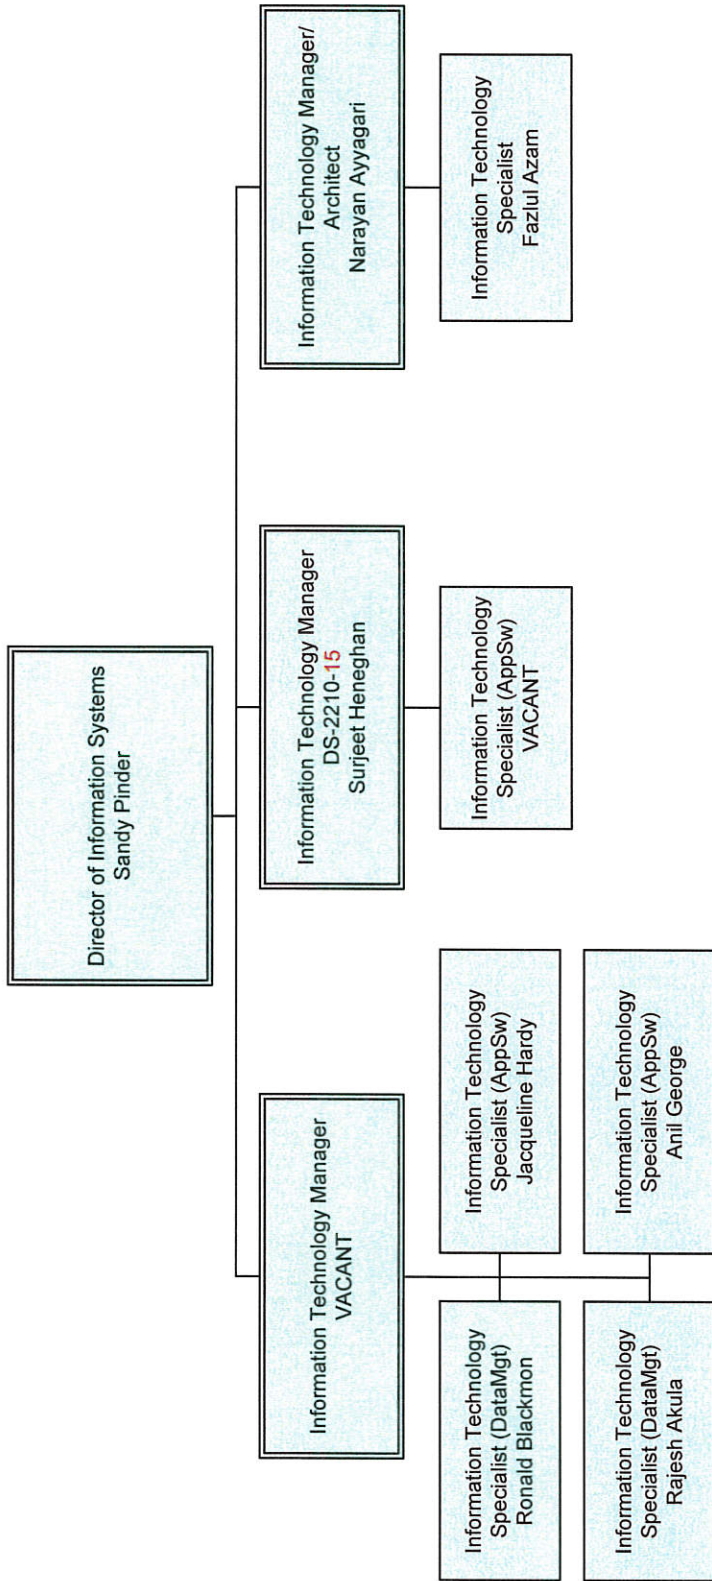 Director of Information Systems
Sandy Pinder
Information Technology Manager
VACANT
Information Technology Manager
DS-2210-15
Surjeet Heneghan
Information Technology Manager/
Architect
Narayan Ayyagari
Information Technology
Specialist (DataMgt)
Ronald Blackmon
Information Technology
Specialist (AppSw)
Jacqueline Hardy
Information Technology
Specialist (AppSw)
VACANT
Information Technology
Specialist
Fazlul Azam
Information Technology
Specialist (DataMgt)
Rajesh Akula
Information Technology
Specialist (AppSw)
Anil George